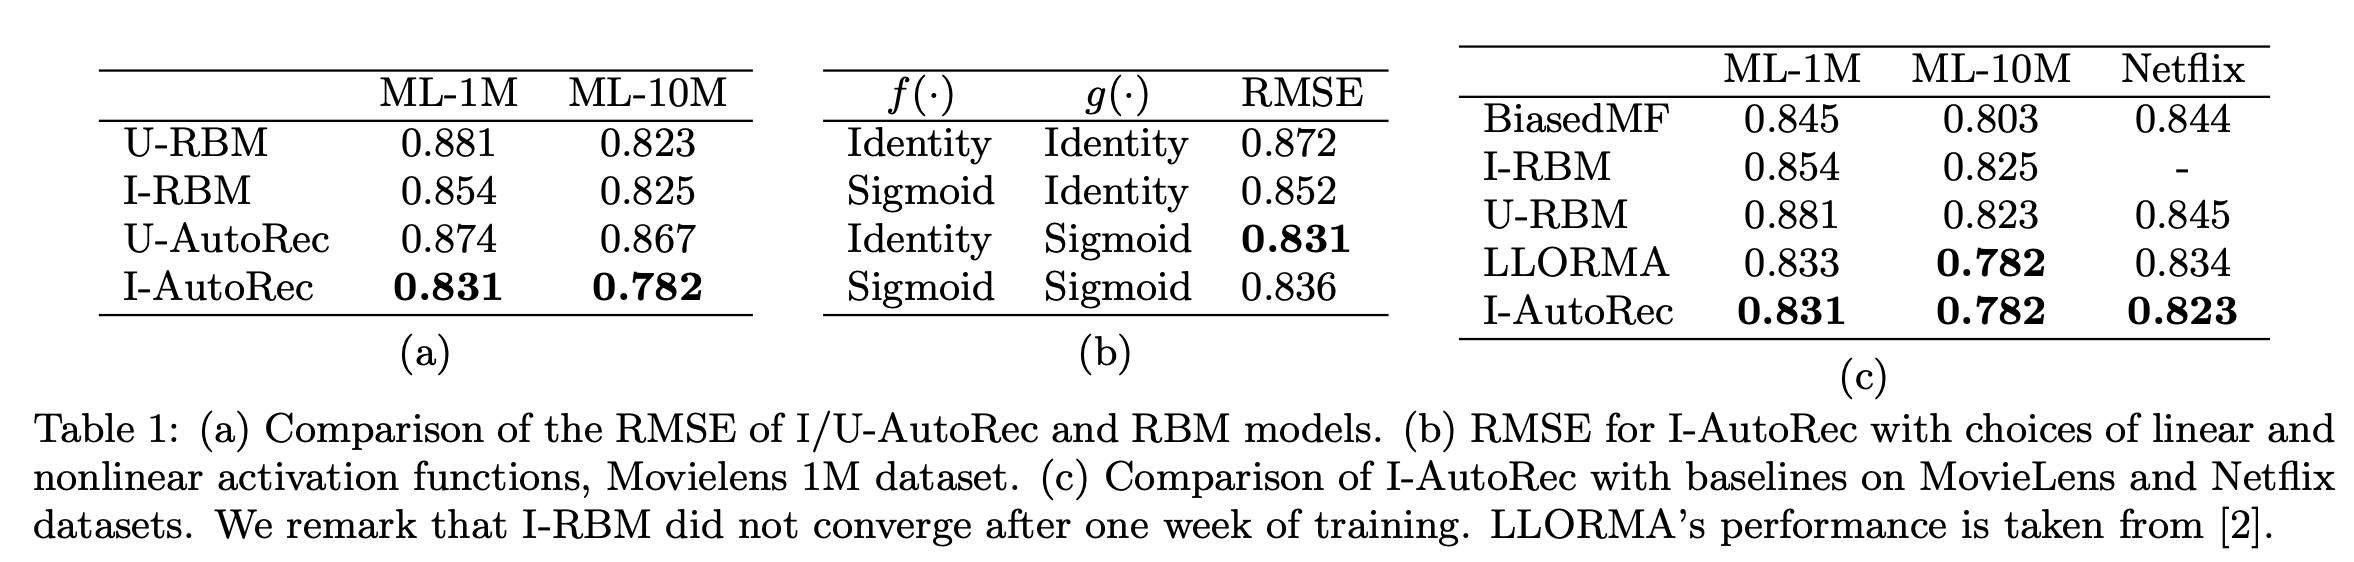 ML-1M ML-10M
U-RBM 0.881 0.823
I-RBM 0.854 0.825
U-AutoRec 0.874 0.867
I-AutoRec 0.831 0.782
(a)
f(·) g(·) RMSE
Identity Identity 0.872
Sigmoid Identity 0.852
Identity Sigmoid 0.831
Sigmoid Sigmoid 0.836
(b)
ML-1M ML-10M Netflix
BiasedMF 0.845 0.803 0.844
I-RBM 0.854 0.825 -
U-RBM 0.881 0.823 0.845
LLORMA 0.833 0.782 0.834
I-AutoRec 0.831 0.782 0.823
(c)
Table 1: (a) Comparison of the RMSE of I/U-AutoRec and RBM models. (b) RMSE for I-AutoRec with choices of linear and
nonlinear activation functions, Movielens 1M dataset. (c) Comparison of I-AutoRec with baselines on MovieLens and Netflix
datasets. We remark that I-RBM did not converge after one week of training. LLORMA's performance is taken from [2].